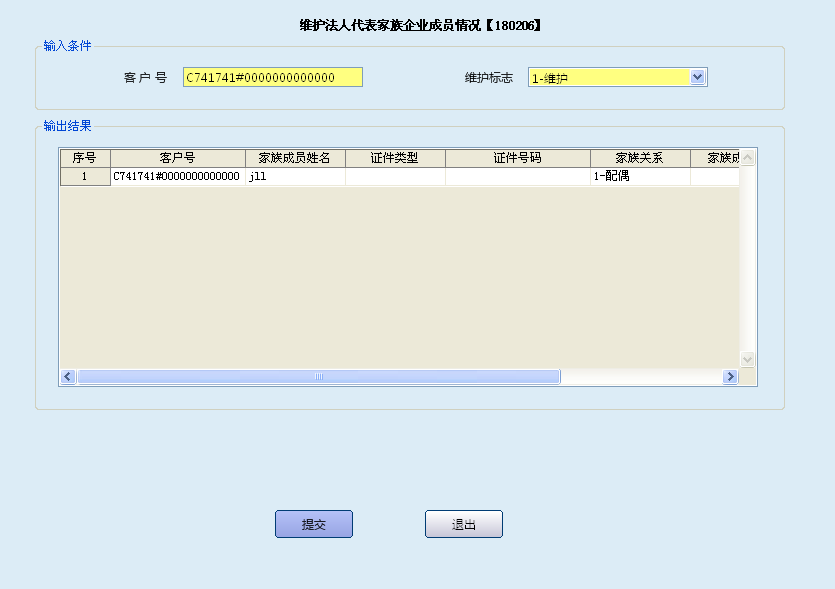 维护法人代表家族企业成员情况【180206】
输入条件
客 户 号 C741741#0000000000000 维护标志 1-维护
输出结果
序号 客户号 家族成员姓名 证件类型 证件号码 家族关系 家族成
1 C741741#0000000000000 jll 1-配偶
提交 退出